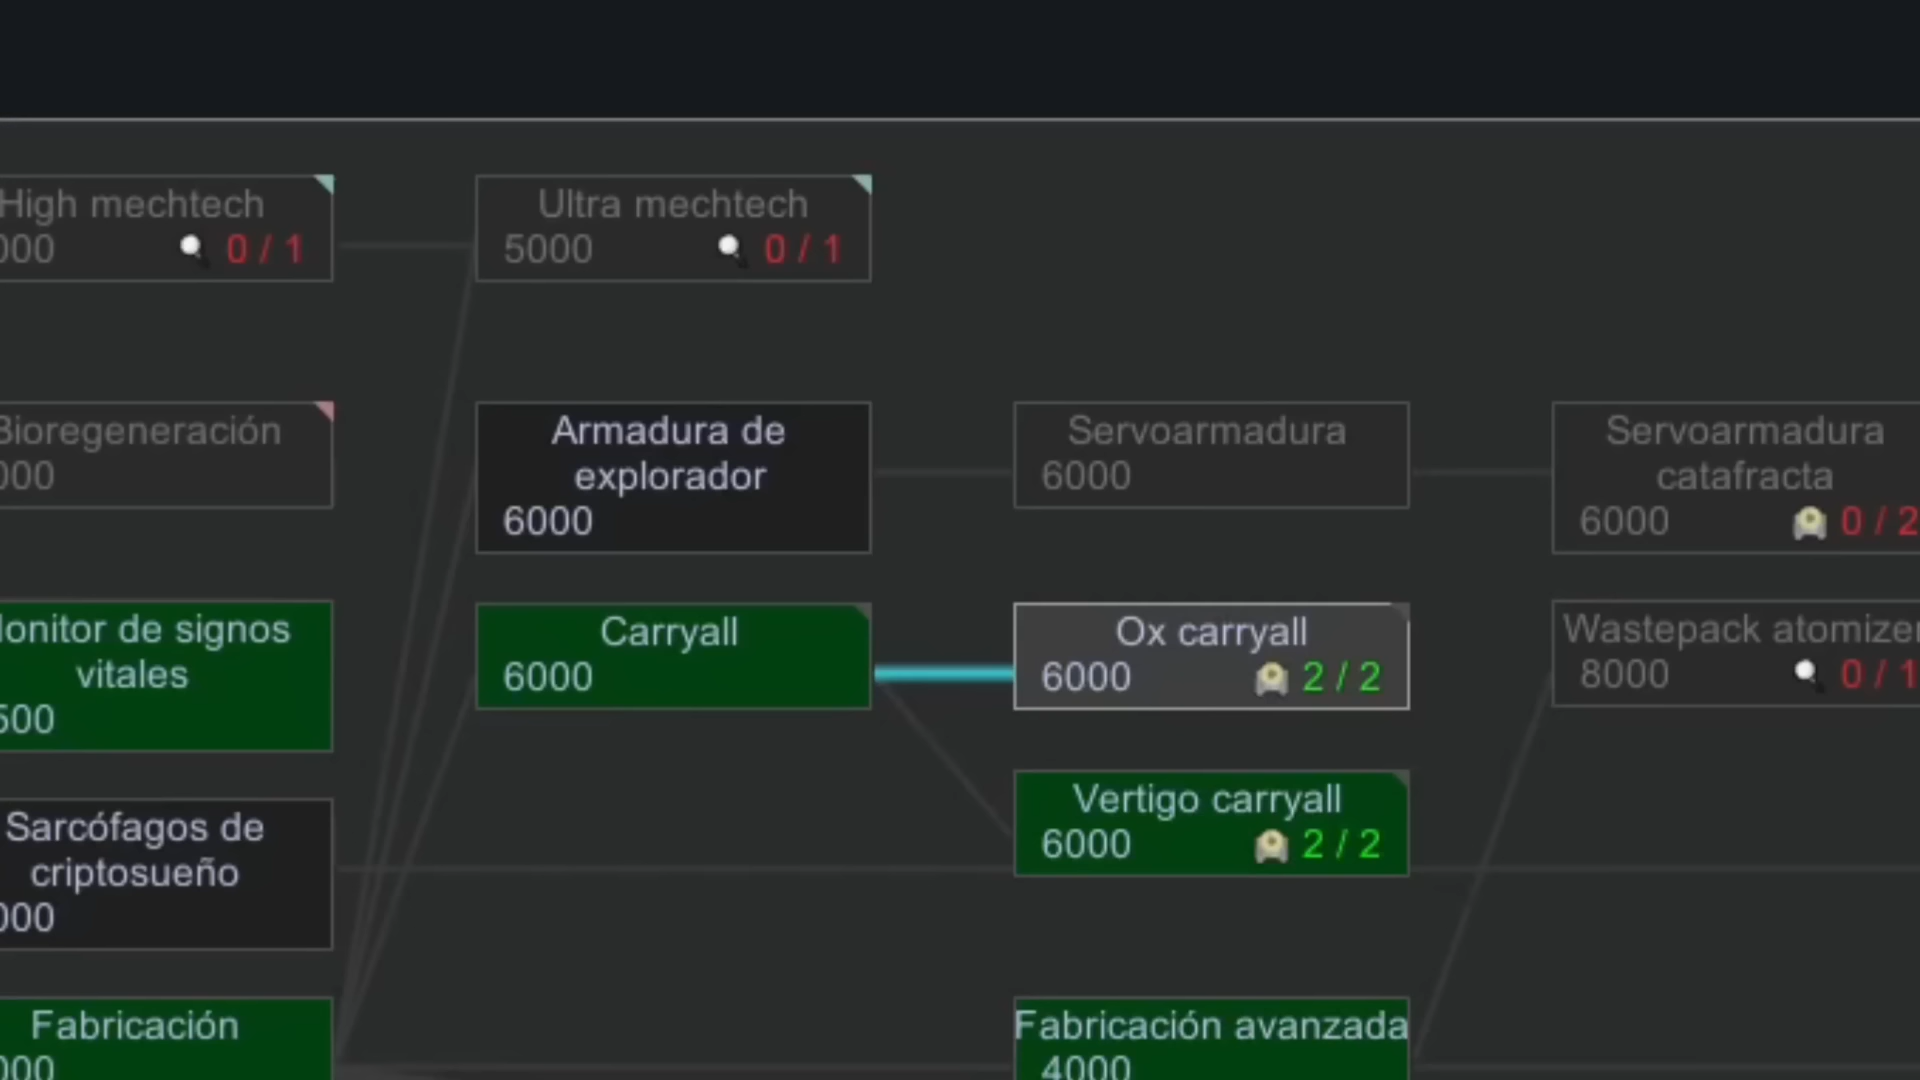 High mechtech
000 0 / 1
Ultra mechtech
5000 0 / 1
Bioregeneración
000
Armadura de
explorador
6000
Servoarmadura
6000
Servoarmadura
catafracta
6000 0 / 2
onitor de signos
vitales
500
Carryall
6000
Ox carryall
6000 2 / 2
Wastepack atomizer
8000 0 / 1
Vertigo carryall
6000 2 / 2
Sarcófagos de
criptosueño
000
Fabricación
000
Fabricación avanzada
4000